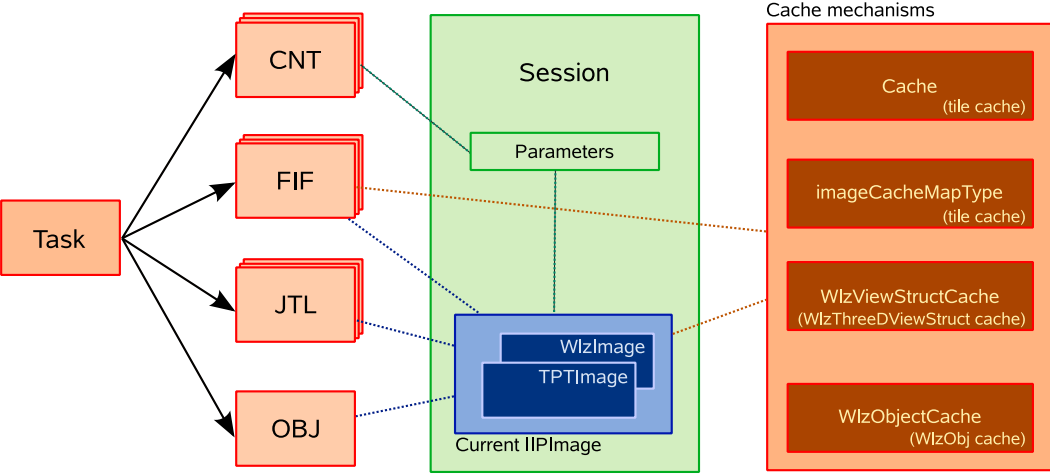 Cache mechanisms
CNT
Session
Cache
(tile cache)
Parameters
FIF
imageCacheMapType
(tile cache)
Task
JTL
WlzViewStructCache
(WlzThreeDViewStruct cache)
WlzImage
TPTImage
OBJ
WlzObjectCache
(WlzObj cache)
Current IIPImage